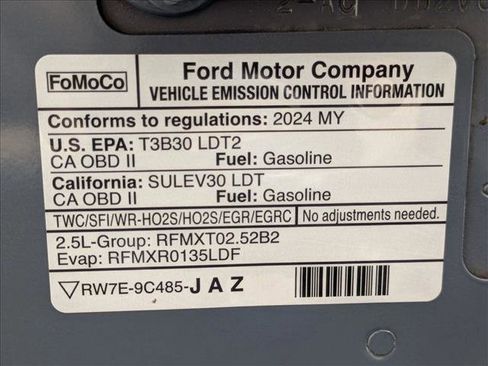 FoMoCo
Ford Motor Company
VEHICLE EMISSION CONTROL INFORMATION
Conforms to regulations: 2024 MY
U.S. EPA: T3B30 LDT2
CA OBD II Fuel: Gasoline
California: SULEV30 LDT
CA OBD II Fuel: Gasoline
TWC/SFI/WR-HO2S/HO2S/EGR/EGRC No adjustments needed.
2.5L-Group: RFMXT02.52B2
Evap: RFMXR0135LDF
RW7E-9C485-JAZ